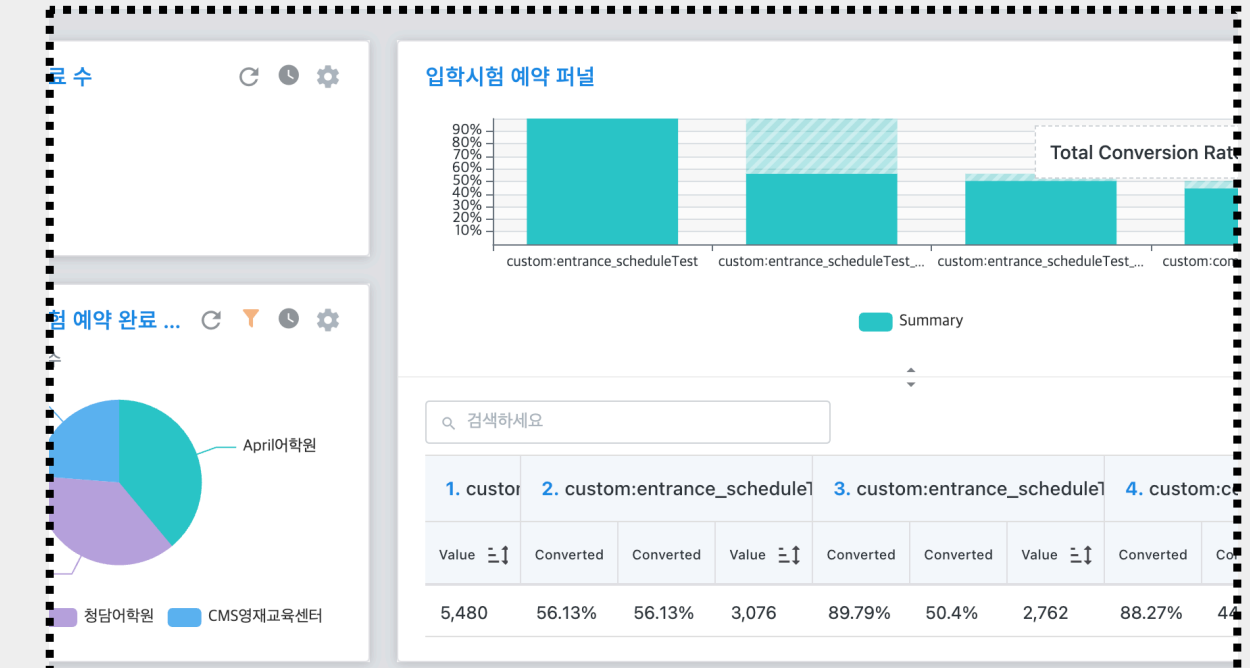 료 수
입학시험 예약 퍼널
90%
80%
70%
60%
50%
40%
30%
20%
10%
Total Conversion Rat
custom:entrance_scheduleTest
custom:entrance_scheduleTest_...
custom:entrance_scheduleTest_...
custom:con
Summary
험 예약 완료 ...
수
April어학원
청담어학원
CMS영재교육센터
검색하세요
1. custor
2. custom:entrance_scheduleT
3. custom:entrance_scheduleT
4. custom:co
Value Converted Converted Value Converted Converted Value Converted Co
5,480 56.13% 56.13% 3,076 89.79% 50.4% 2,762 88.27% 44